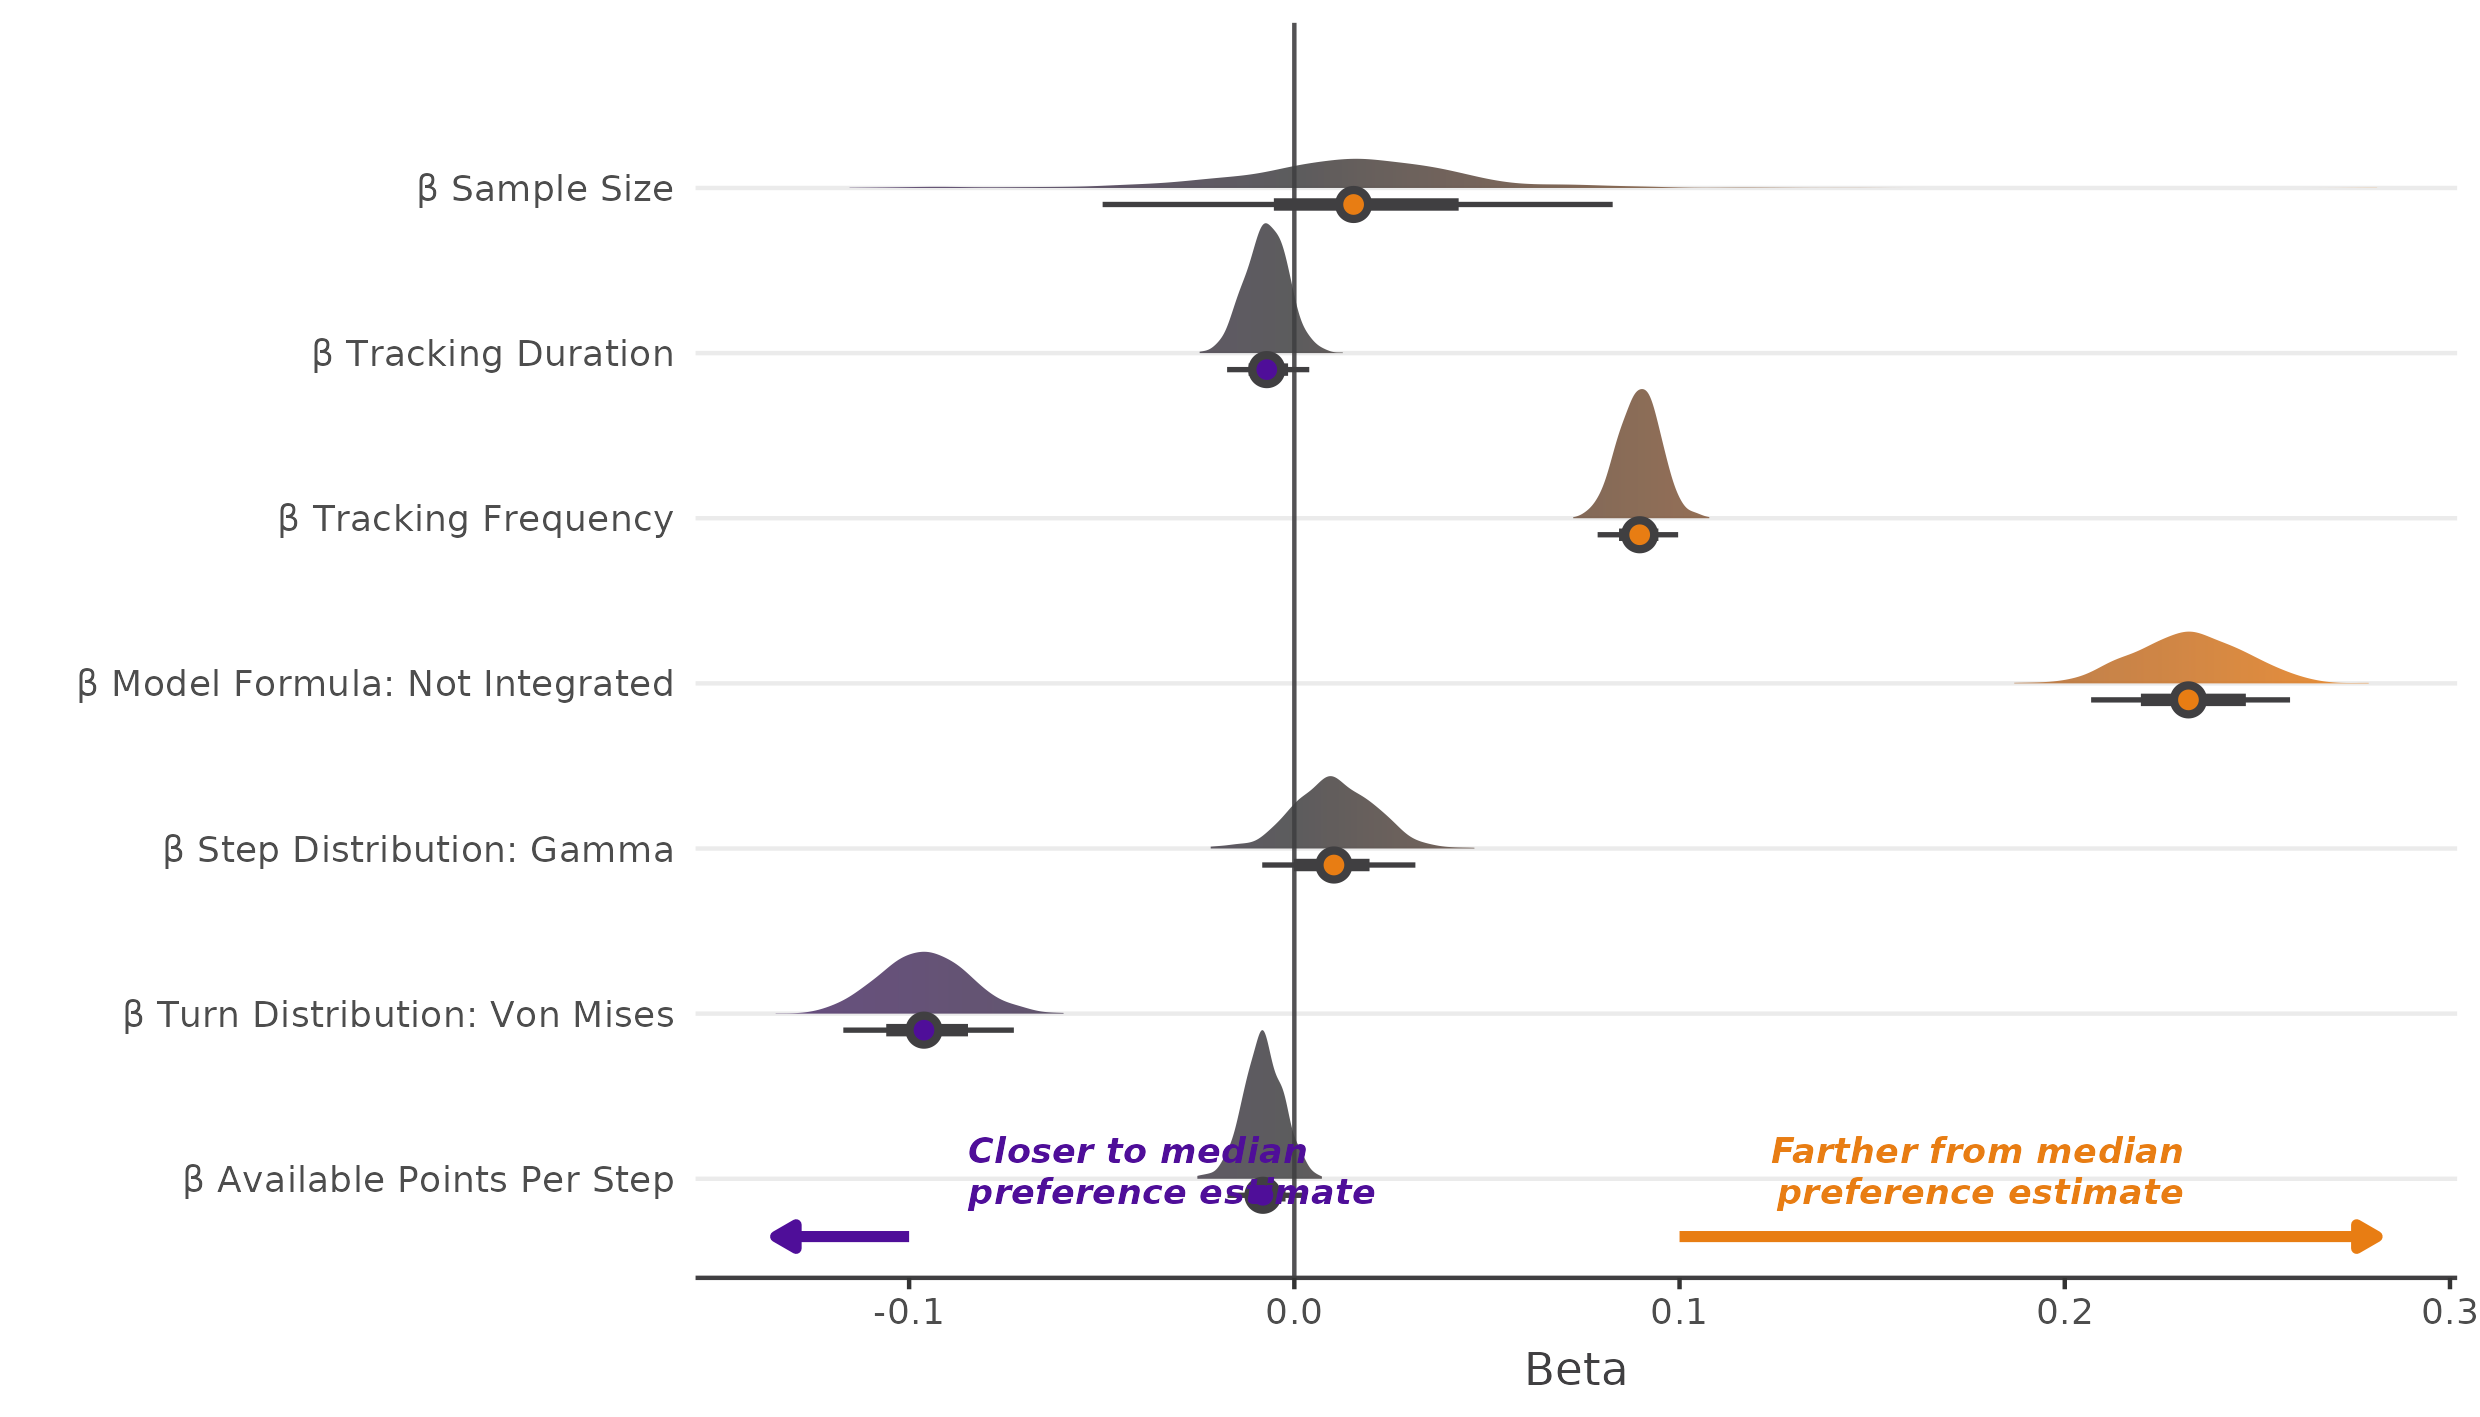 β Sample Size
β Tracking Duration
β Tracking Frequency
β Model Formula: Not Integrated
β Step Distribution: Gamma
β Turn Distribution: Von Mises
β Available Points Per Step
Closer to median
preference estimate
Farther from median
preference estimate
-0.1
0.0
0.1
0.2
0.3
Beta